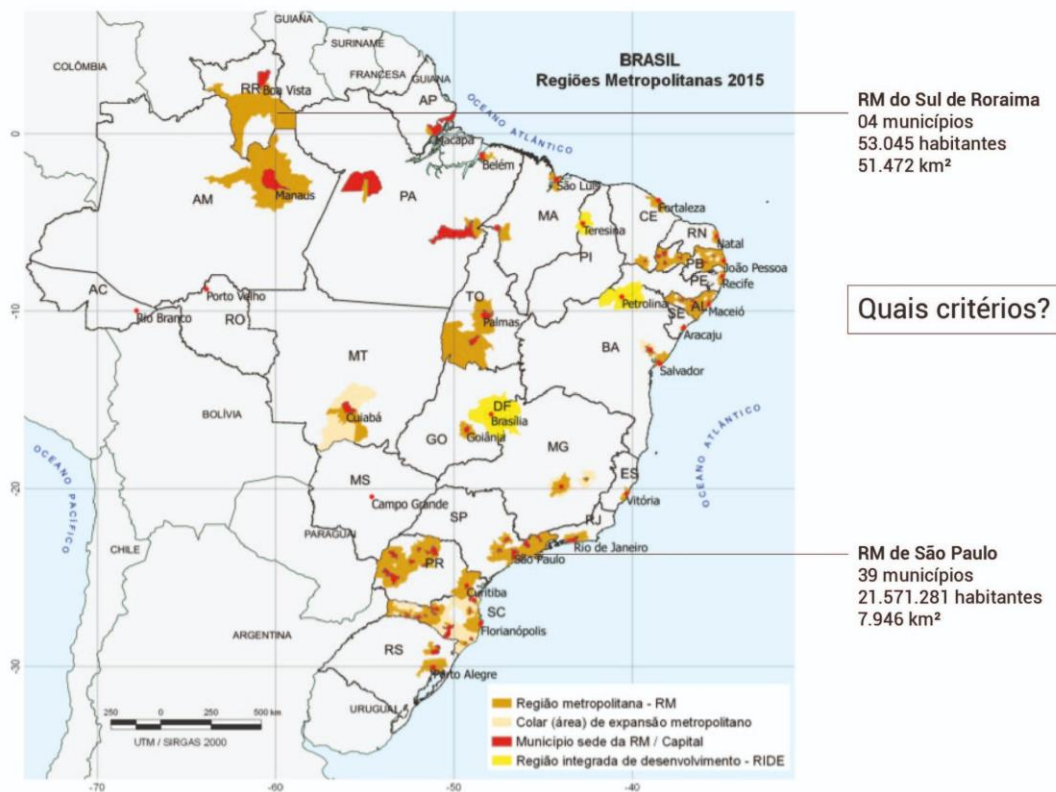 BRASIL
Regiões Metropolitanas 2015
GUIANA
SURINAME
COLÔMBIA
FRANCESA
GUIANA
RR
Boa Vista
AP
OCEANO ATLÂNTICO
RM do Sul de Roraima
04 municípios
53.045 habitantes
51.472 km²
0
Macapá
Belém
São Luís
Manaus
AM
PA
MA
CE
Fortaleza
Teresina
RN
Natal
PI
PB
João Pessoa
PE
Recife
AC
Porto Velho
TO
Petrolina
AL
Maceió
-10
Rio Branco
RO
Palmas
SE
Aracaju
Quais critérios?
MT
BA
Salvador
BOLÍVIA
Cuiabá
DF
Brasília
GO
Goiânia
MG
OCEANO ATLÂNTICO
OCEANO PACÍFICO
MS
ES
-20
Campo Grande
Vitória
SP
RJ
PARAGUAI
CHILE
São Paulo
Rio de Janeiro
RM de São Paulo
39 municípios
21.571.281 habitantes
7.946 km²
PR
Curitiba
SC
ARGENTINA
Florianópolis
RS
-30
Porto Alegre
URUGUAI
250 0 250 500 km
UTM / SIRGAS 2000
Região metropolitana - RM
Colar (área) de expansão metropolitano
Município sede da RM / Capital
Região integrada de desenvolvimento - RIDE
-70 -60 -50 -40